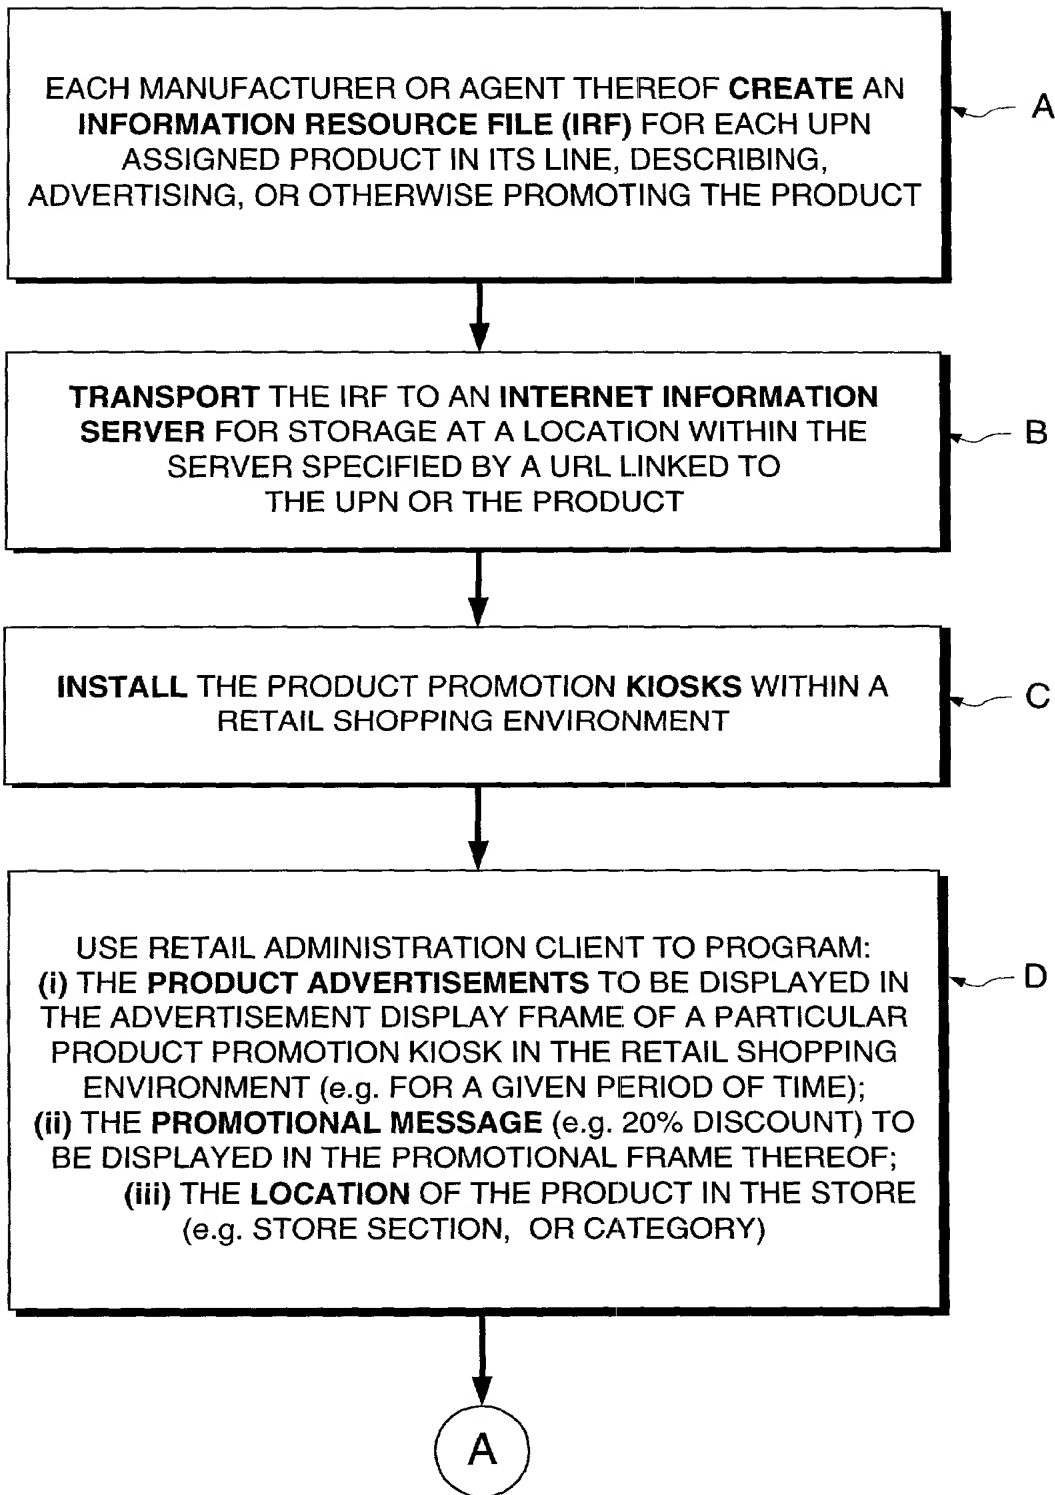 EACH MANUFACTURER OR AGENT THEREOF CREATE AN
INFORMATION RESOURCE FILE (IRF) FOR EACH UPN
ASSIGNED PRODUCT IN ITS LINE, DESCRIBING,
ADVERTISING, OR OTHERWISE PROMOTING THE PRODUCT
A
TRANSPORT THE IRF TO AN INTERNET INFORMATION
SERVER FOR STORAGE AT A LOCATION WITHIN THE
SERVER SPECIFIED BY A URL LINKED TO
THE UPN OR THE PRODUCT
B
INSTALL THE PRODUCT PROMOTION KIOSKS WITHIN A
RETAIL SHOPPING ENVIRONMENT
C
USE RETAIL ADMINISTRATION CLIENT TO PROGRAM:
(i) THE PRODUCT ADVERTISEMENTS TO BE DISPLAYED IN
THE ADVERTISEMENT DISPLAY FRAME OF A PARTICULAR
PRODUCT PROMOTION KIOSK IN THE RETAIL SHOPPING
ENVIRONMENT (e.g. FOR A GIVEN PERIOD OF TIME);
(ii) THE PROMOTIONAL MESSAGE (e.g. 20% DISCOUNT) TO
BE DISPLAYED IN THE PROMOTIONAL FRAME THEREOF;
(iii) THE LOCATION OF THE PRODUCT IN THE STORE
(e.g. STORE SECTION, OR CATEGORY)
D
A